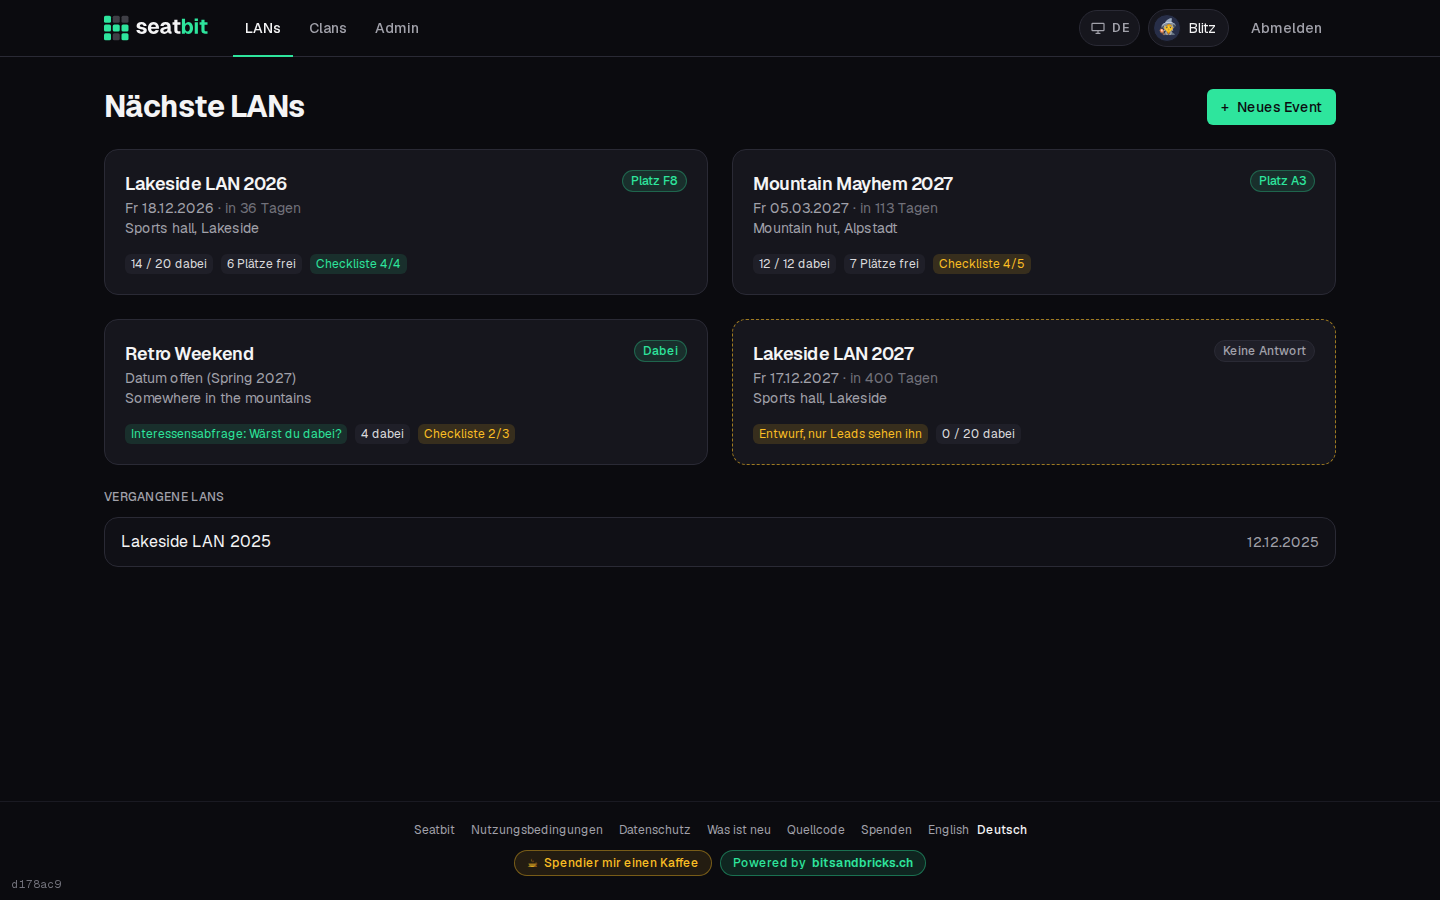 seatbit LANs Clans Admin DE Blitz Abmelden
Nächste LANs + Neues Event
Lakeside LAN 2026 Platz F8
Fr 18.12.2026 · in 36 Tagen
Sports hall, Lakeside
14 / 20 dabei 6 Plätze frei Checkliste 4/4
Mountain Mayhem 2027 Platz A3
Fr 05.03.2027 · in 113 Tagen
Mountain hut, Alpstadt
12 / 12 dabei 7 Plätze frei Checkliste 4/5
Retro Weekend Dabei
Datum offen (Spring 2027)
Somewhere in the mountains
Interessensabfrage: Wärst du dabei? 4 dabei Checkliste 2/3
Lakeside LAN 2027 Keine Antwort
Fr 17.12.2027 · in 400 Tagen
Sports hall, Lakeside
Entwurf, nur Leads sehen ihn 0 / 20 dabei
VERGANGENE LANS
Lakeside LAN 2025 12.12.2025
Seatbit Nutzungsbedingungen Datenschutz Was ist neu Quellcode Spenden English Deutsch
Spendier mir einen Kaffee Powered by bitsandbricks.ch
d178ac9